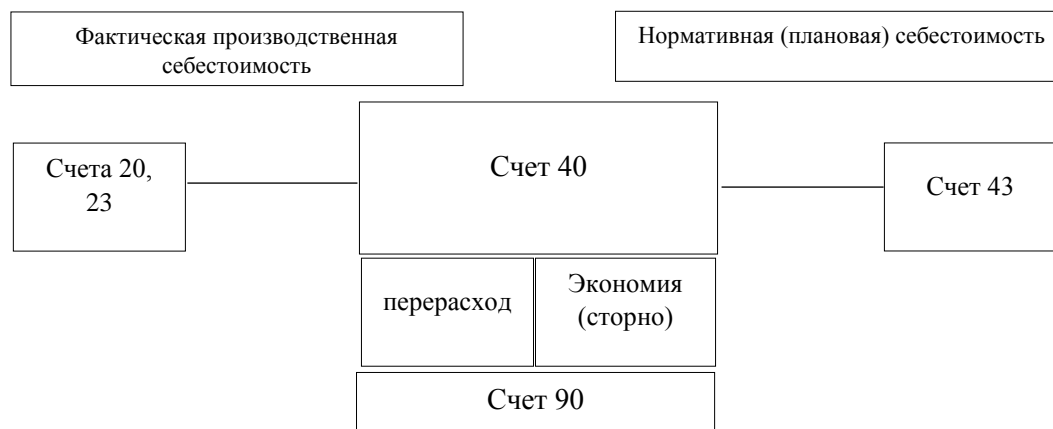 Фактическая производственная
себестоимость
Нормативная (плановая) себестоимость
Счета 20,
23
Счет 40
Счет 43
перерасход
Экономия
(сторно)
Счет 90